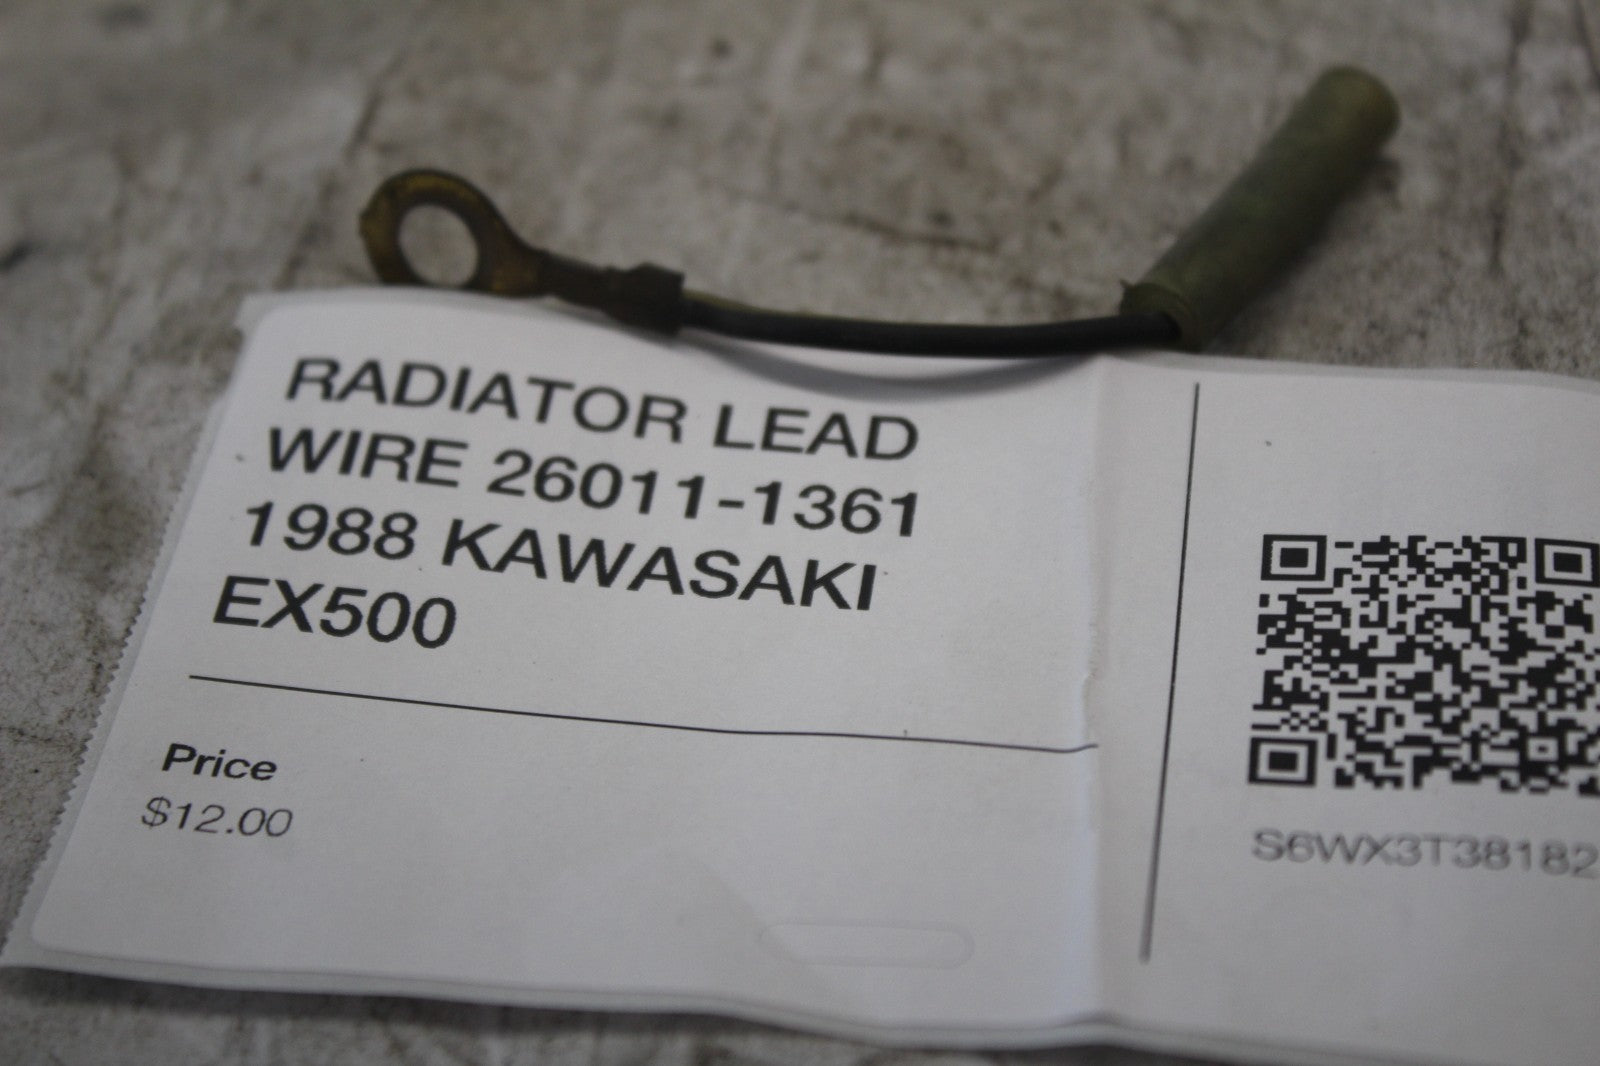 RADIATOR LEAD
WIRE 26011-1361
1988 KAWASAKI
EX500
Price
$12.00
S6WX3T38182